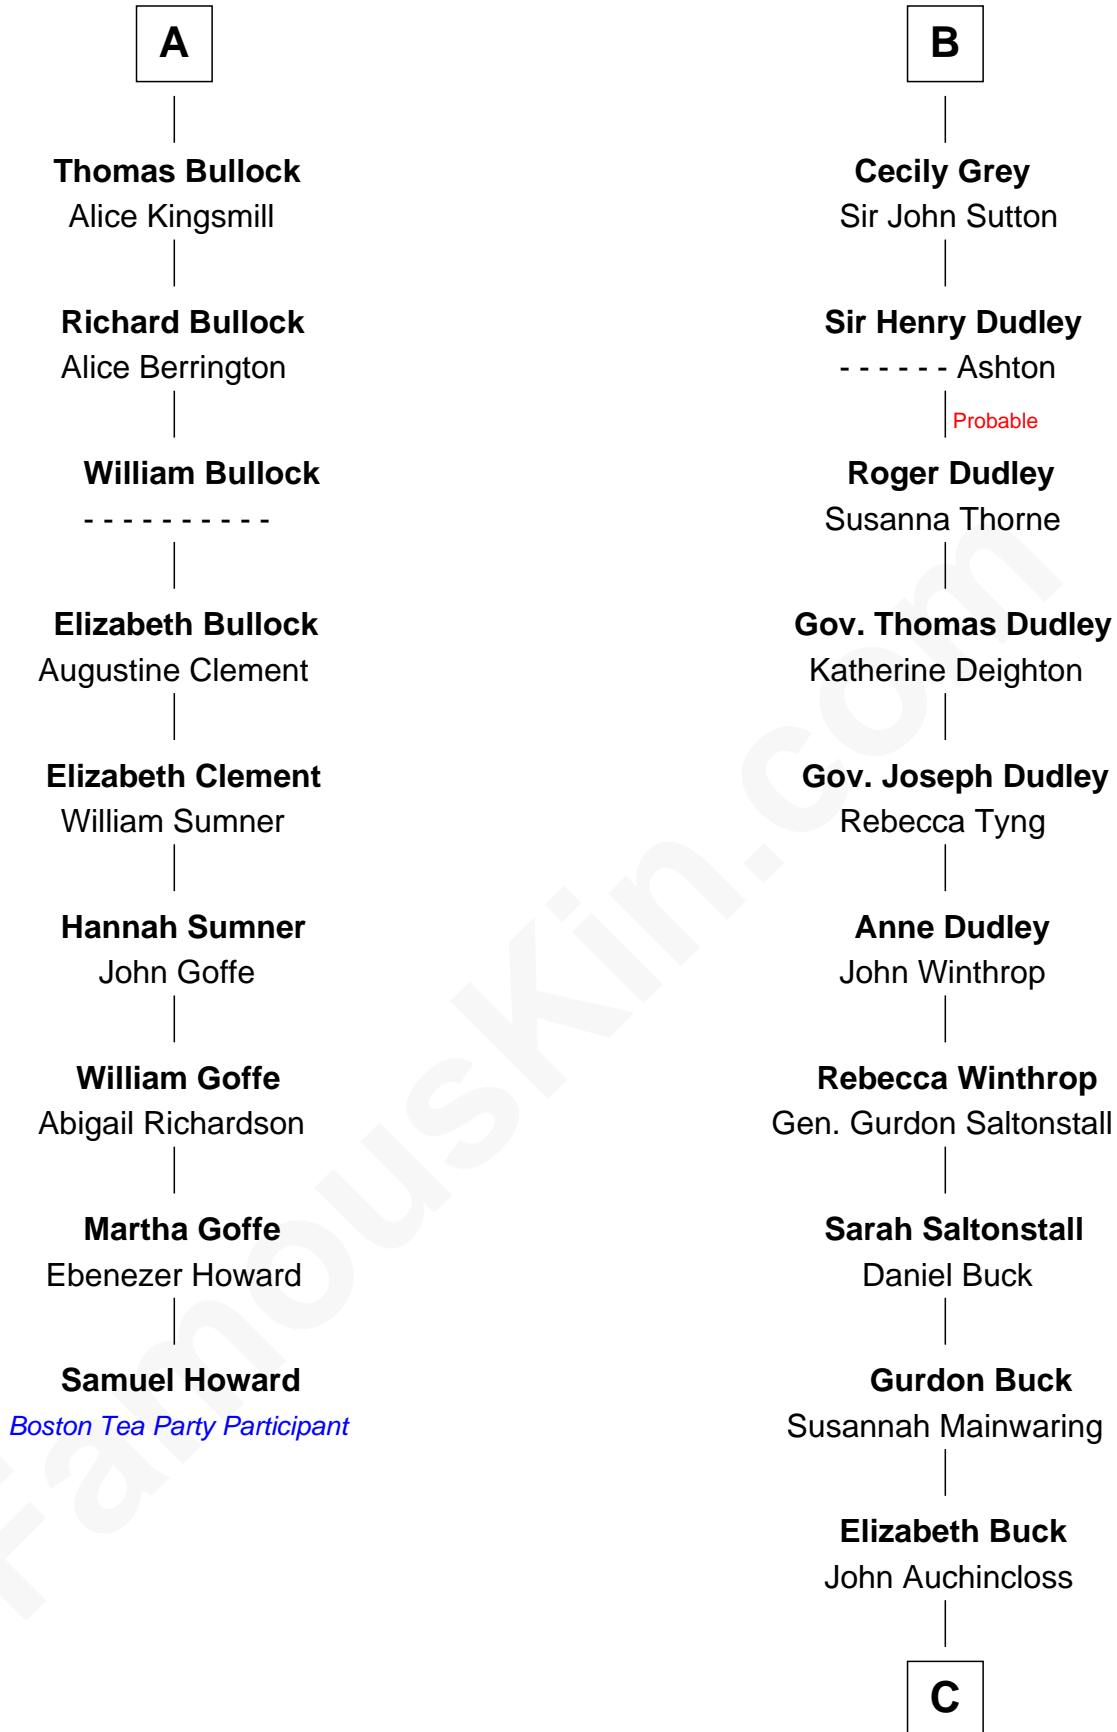 A
Thomas Bullock
Alice Kingsmill
Richard Bullock
Alice Berrington
William Bullock
- - - - - - - - - -
Elizabeth Bullock
Augustine Clement
Elizabeth Clement
William Sumner
Hannah Sumner
John Goffe
William Goffe
Abigail Richardson
Martha Goffe
Ebenezer Howard
Samuel Howard
Boston Tea Party Participant
B
Cecily Grey
Sir John Sutton
Sir Henry Dudley
- - - - - - Ashton
Probable
Roger Dudley
Susanna Thorne
Gov. Thomas Dudley
Katherine Deighton
Gov. Joseph Dudley
Rebecca Tyng
Anne Dudley
John Winthrop
Rebecca Winthrop
Gen. Gurdon Saltonstall
Sarah Saltonstall
Daniel Buck
Gurdon Buck
Susannah Mainwaring
Elizabeth Buck
John Auchincloss
C
FamousKin.com